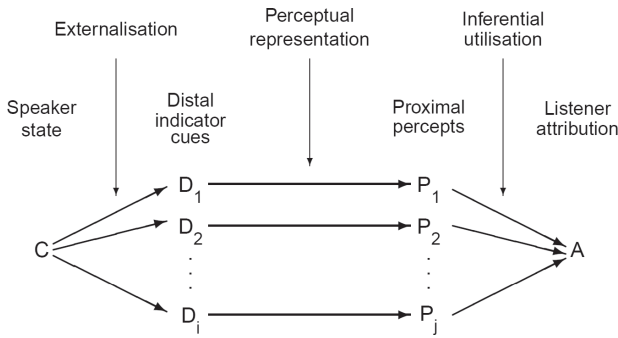 Externalisation
Perceptual
representation
Inferential
utilisation
Speaker
state
Distal
indicator
cues
Proximal
percepts
Listener
attribution
D1 P1
C D2 P2 A
Di Pj